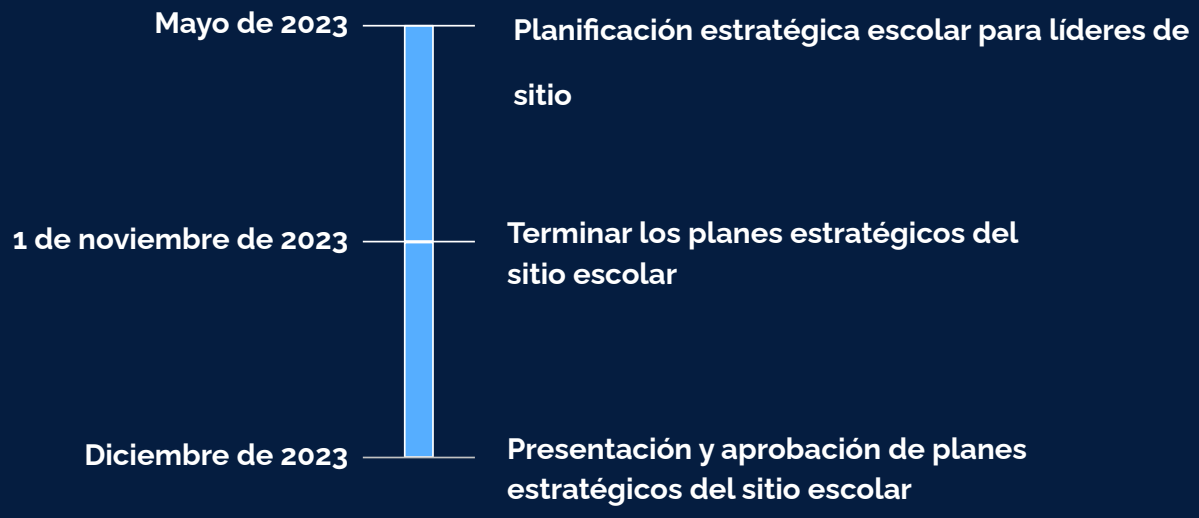 Mayo de 2023
Planificación estratégica escolar para líderes de
sitio
1 de noviembre de 2023
Terminar los planes estratégicos del
sitio escolar
Diciembre de 2023
Presentación y aprobación de planes
estratégicos del sitio escolar